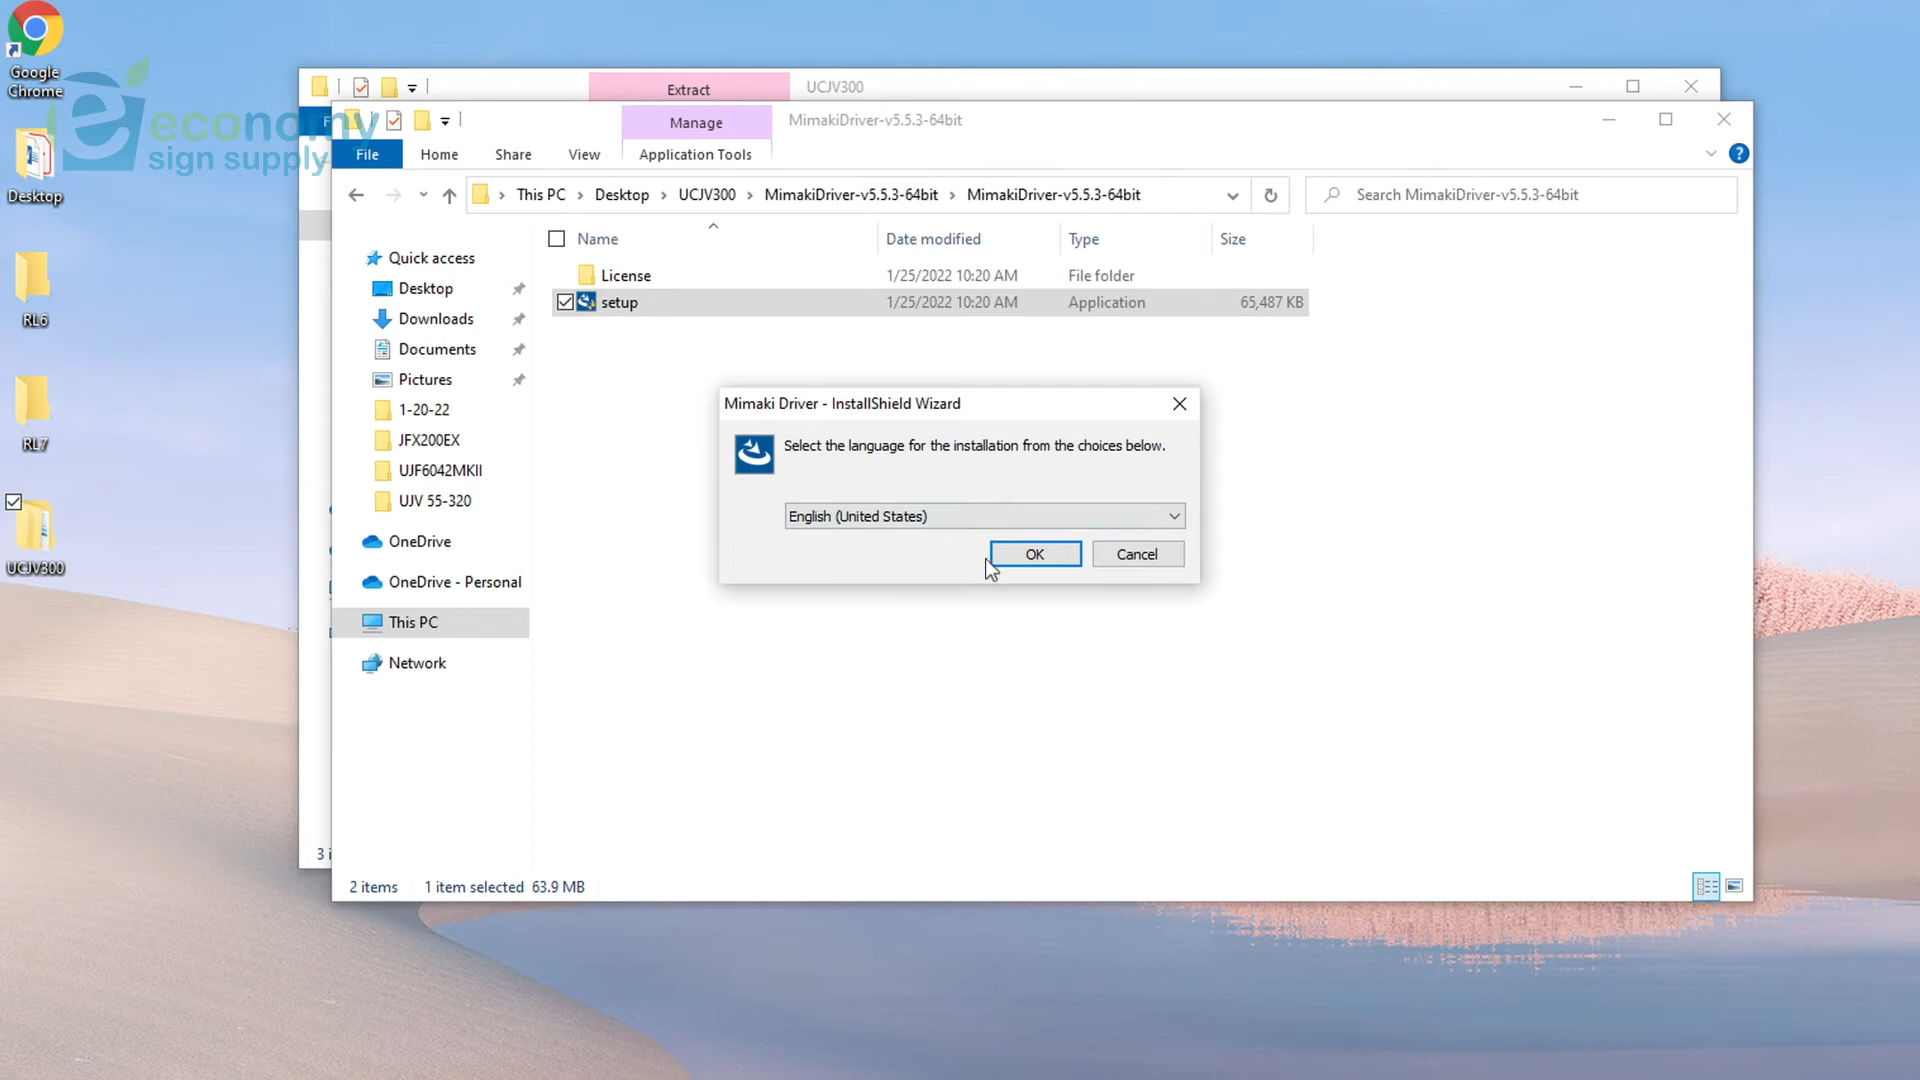 Google
Chrome
Desktop
RL6
RL7
UCJV300
economy
sign supply
Extract
UCJV300
Manage
MimakiDriver-v5.5.3-64bit
File
Home
Share
View
Application Tools
This PC
Desktop
UCJV300
MimakiDriver-v5.5.3-64bit
MimakiDriver-v5.5.3-64bit
Search MimakiDriver-v5.5.3-64bit
Name
Date modified
Type
Size
License
1/25/2022 10:20 AM
File folder
setup
1/25/2022 10:20 AM
Application
65,487 KB
Quick access
Desktop
Downloads
Documents
Pictures
1-20-22
JFX200EX
UJF6042MKII
UJV 55-320
OneDrive
OneDrive - Personal
This PC
Network
Mimaki Driver - InstallShield Wizard
Select the language for the installation from the choices below.
English (United States)
OK
Cancel
3 i
2 items
1 item selected 63.9 MB